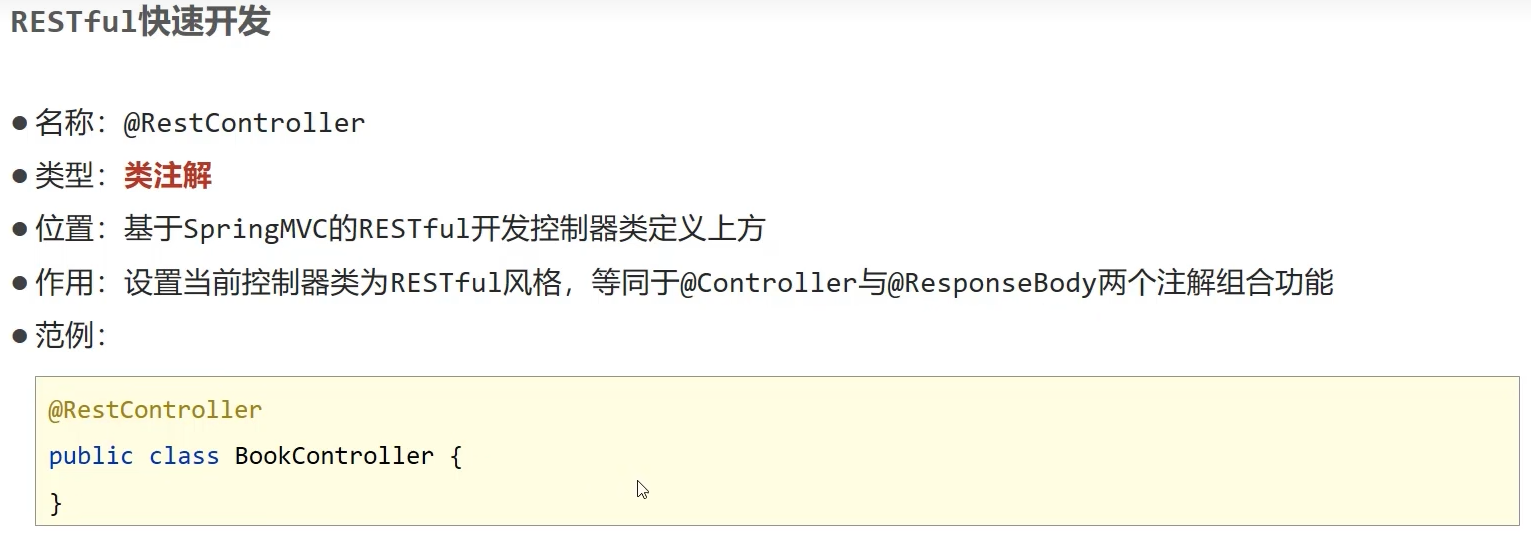 RESTful快速开发
● 名称：@RestController
● 类型：类注解
● 位置：基于SpringMVC的RESTful开发控制器类定义上方
● 作用：设置当前控制器类为RESTful风格，等同于@Controller与@ResponseBody两个注解组合功能
● 范例：
@RestController
public class BookController {
}